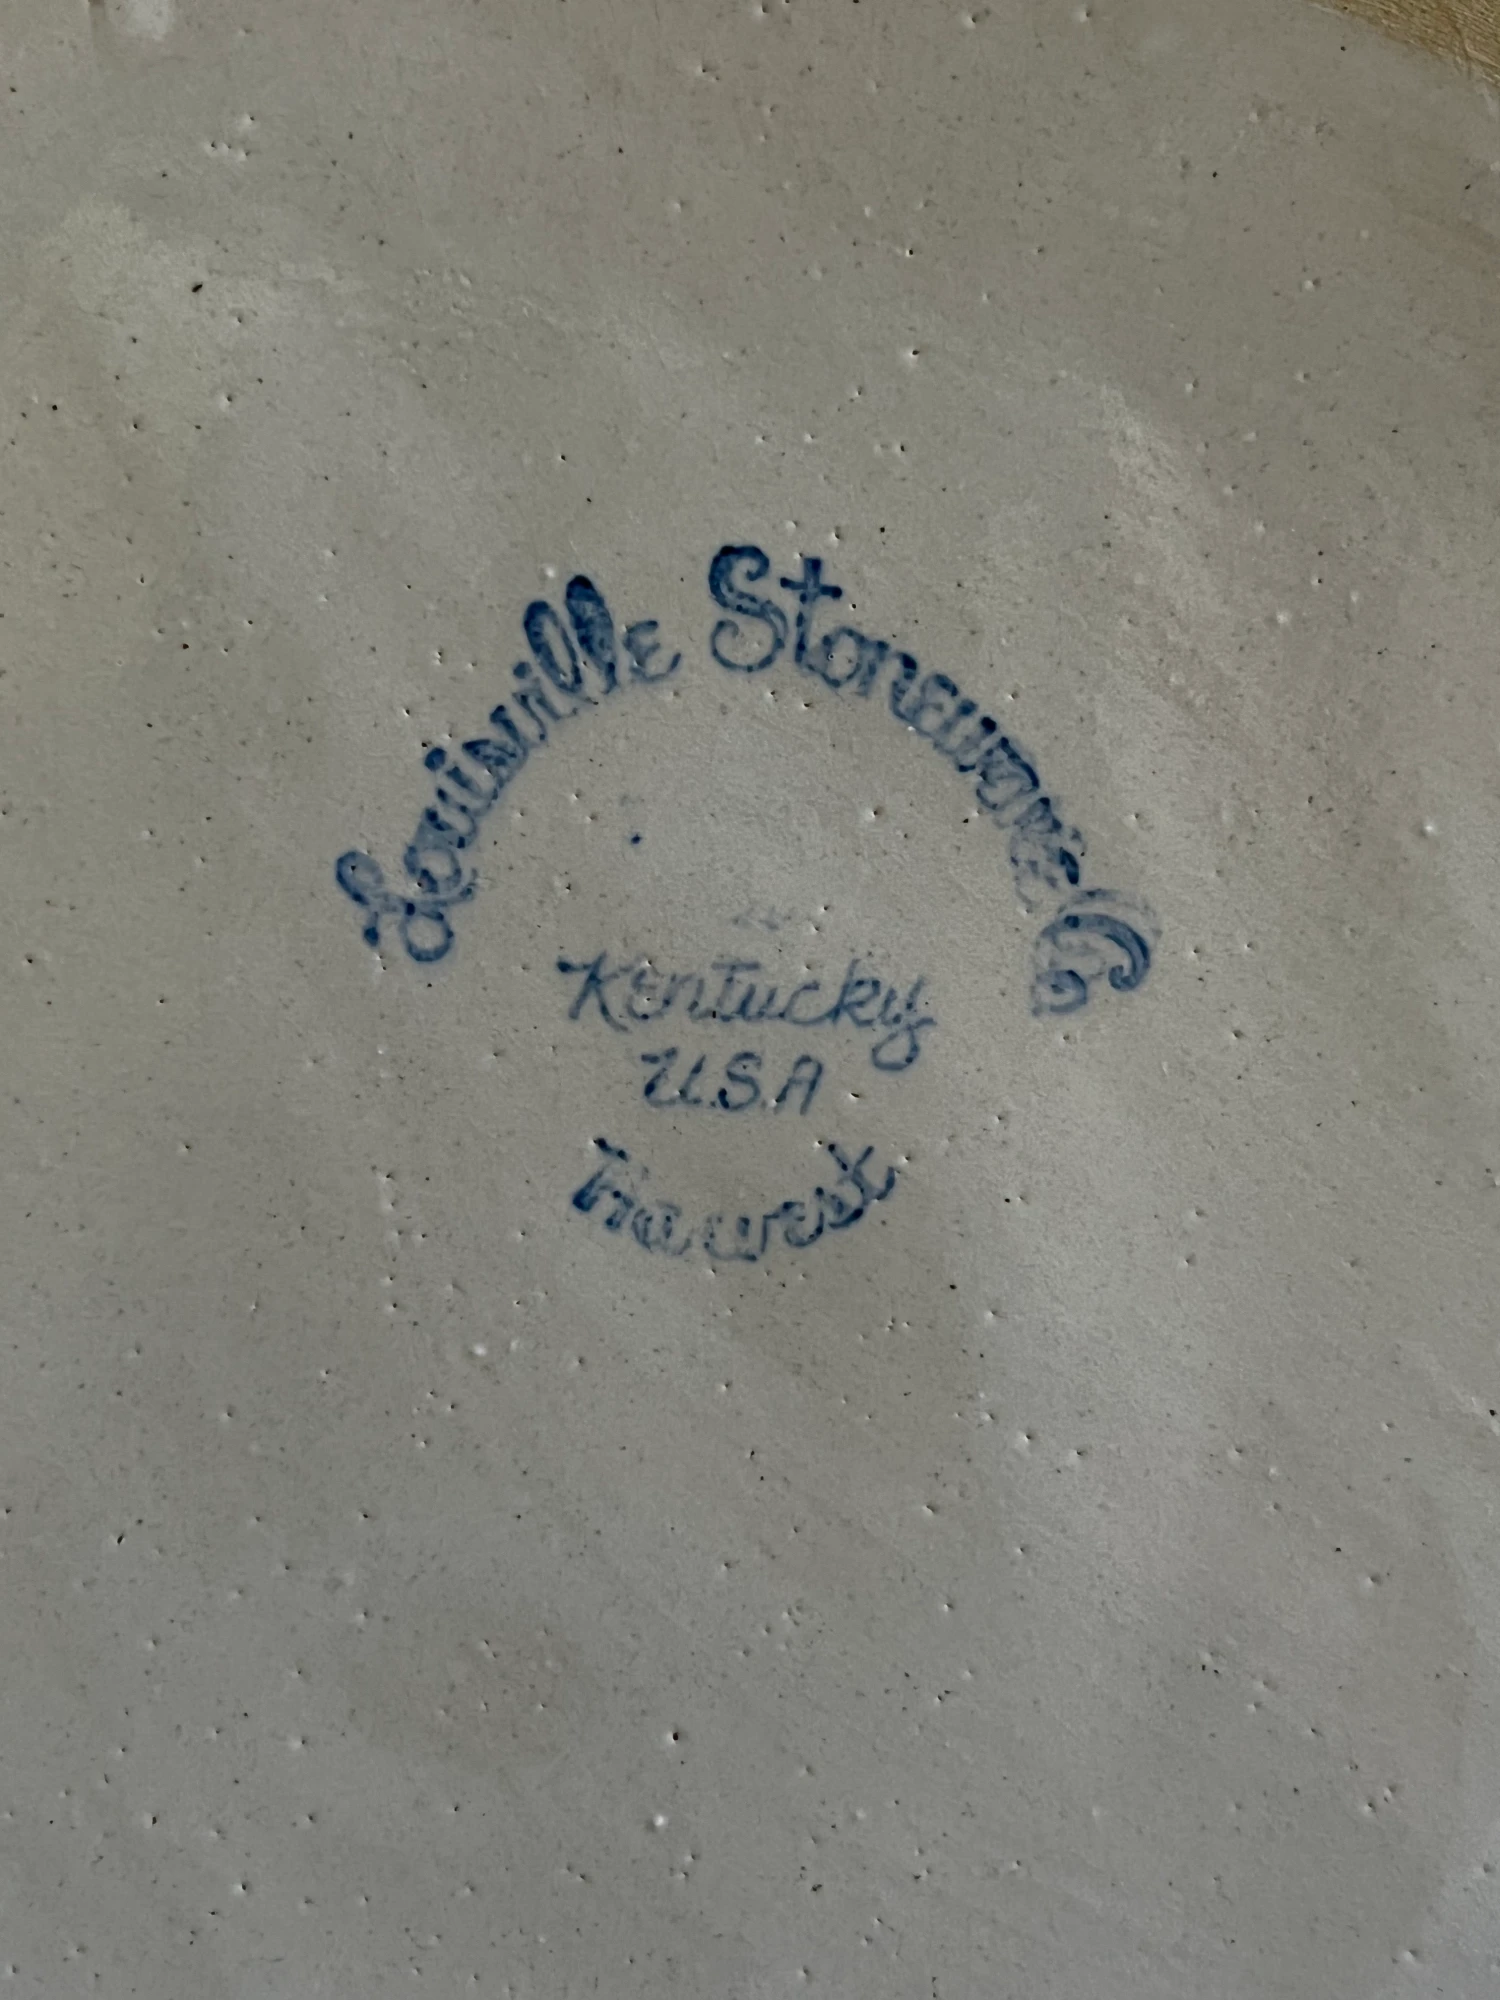 Louisville Stoneware Co
Kentucky
U.S.A
Harvest